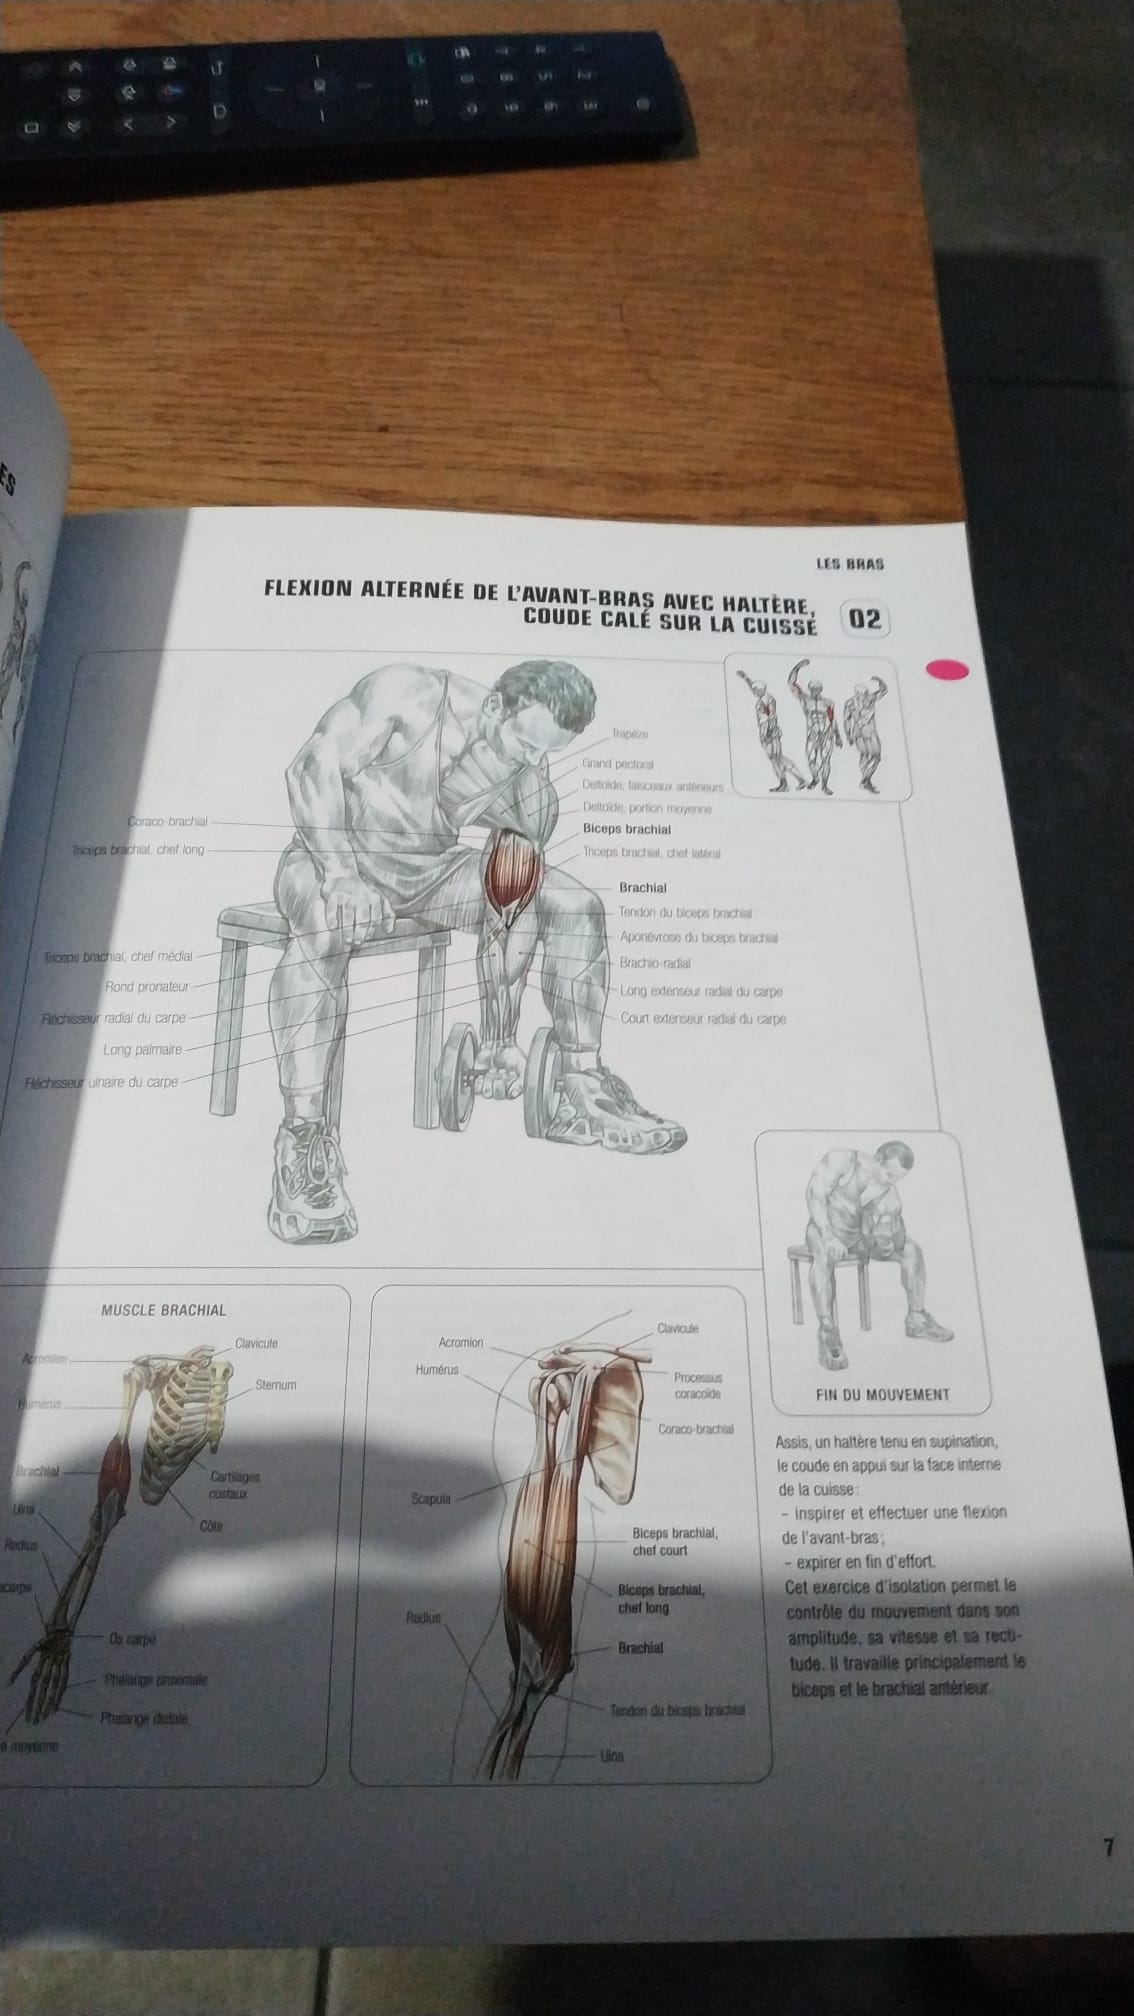 ES
LES BRAS
FLEXION ALTERNÉE DE L'AVANT-BRAS AVEC HALTÈRE,
COUDE CALÉ SUR LA CUISSE
02
Trapèze
Grand pectoral
Deltoïde, faisceaux antérieurs
Deltoïde, portion moyenne
Biceps brachial
Triceps brachial, chef latéral
Brachial
Tendon du biceps brachial
Aponévrose du biceps brachial
Brachio-radial
Long extenseur radial du carpe
Court extenseur radial du carpe
Coraco-brachial
Triceps brachial, chef long
Triceps brachial, chef médial
Rond pronateur
Fléchisseur radial du carpe
Long palmaire
Fléchisseur ulnaire du carpe
MUSCLE BRACHIAL
Clavicule
Acromion
Sternum
Humérus
Brachial
Cartilages
costaux
Ulna
Côte
Radius
acarpe
Os carpe
Phalange proximale
Phalange distale
e moyenne
Acromion
Clavicule
Humérus
Processus
coracoïde
Coraco-brachial
Scapula
Biceps brachial,
chef court
Biceps brachial,
chef long
Radius
Brachial
Tendon du biceps brachial
Ulna
FIN DU MOUVEMENT
Assis, un haltère tenu en supination,
le coude en appui sur la face interne
de la cuisse :
– inspirer et effectuer une flexion
de l'avant-bras ;
– expirer en fin d'effort.
Cet exercice d'isolation permet le
contrôle du mouvement dans son
amplitude, sa vitesse et sa recti-
tude. Il travaille principalement le
biceps et le brachial antérieur.
7